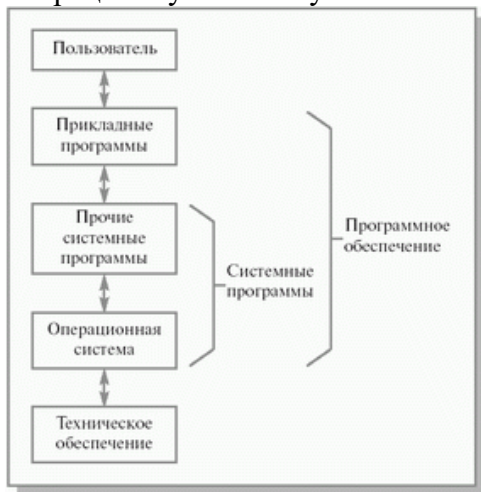 Пользователь
Прикладные
программы
Прочие
системные
программы
Системные
программы
Программное
обеспечение
Операционная
система
Техническое
обеспечение